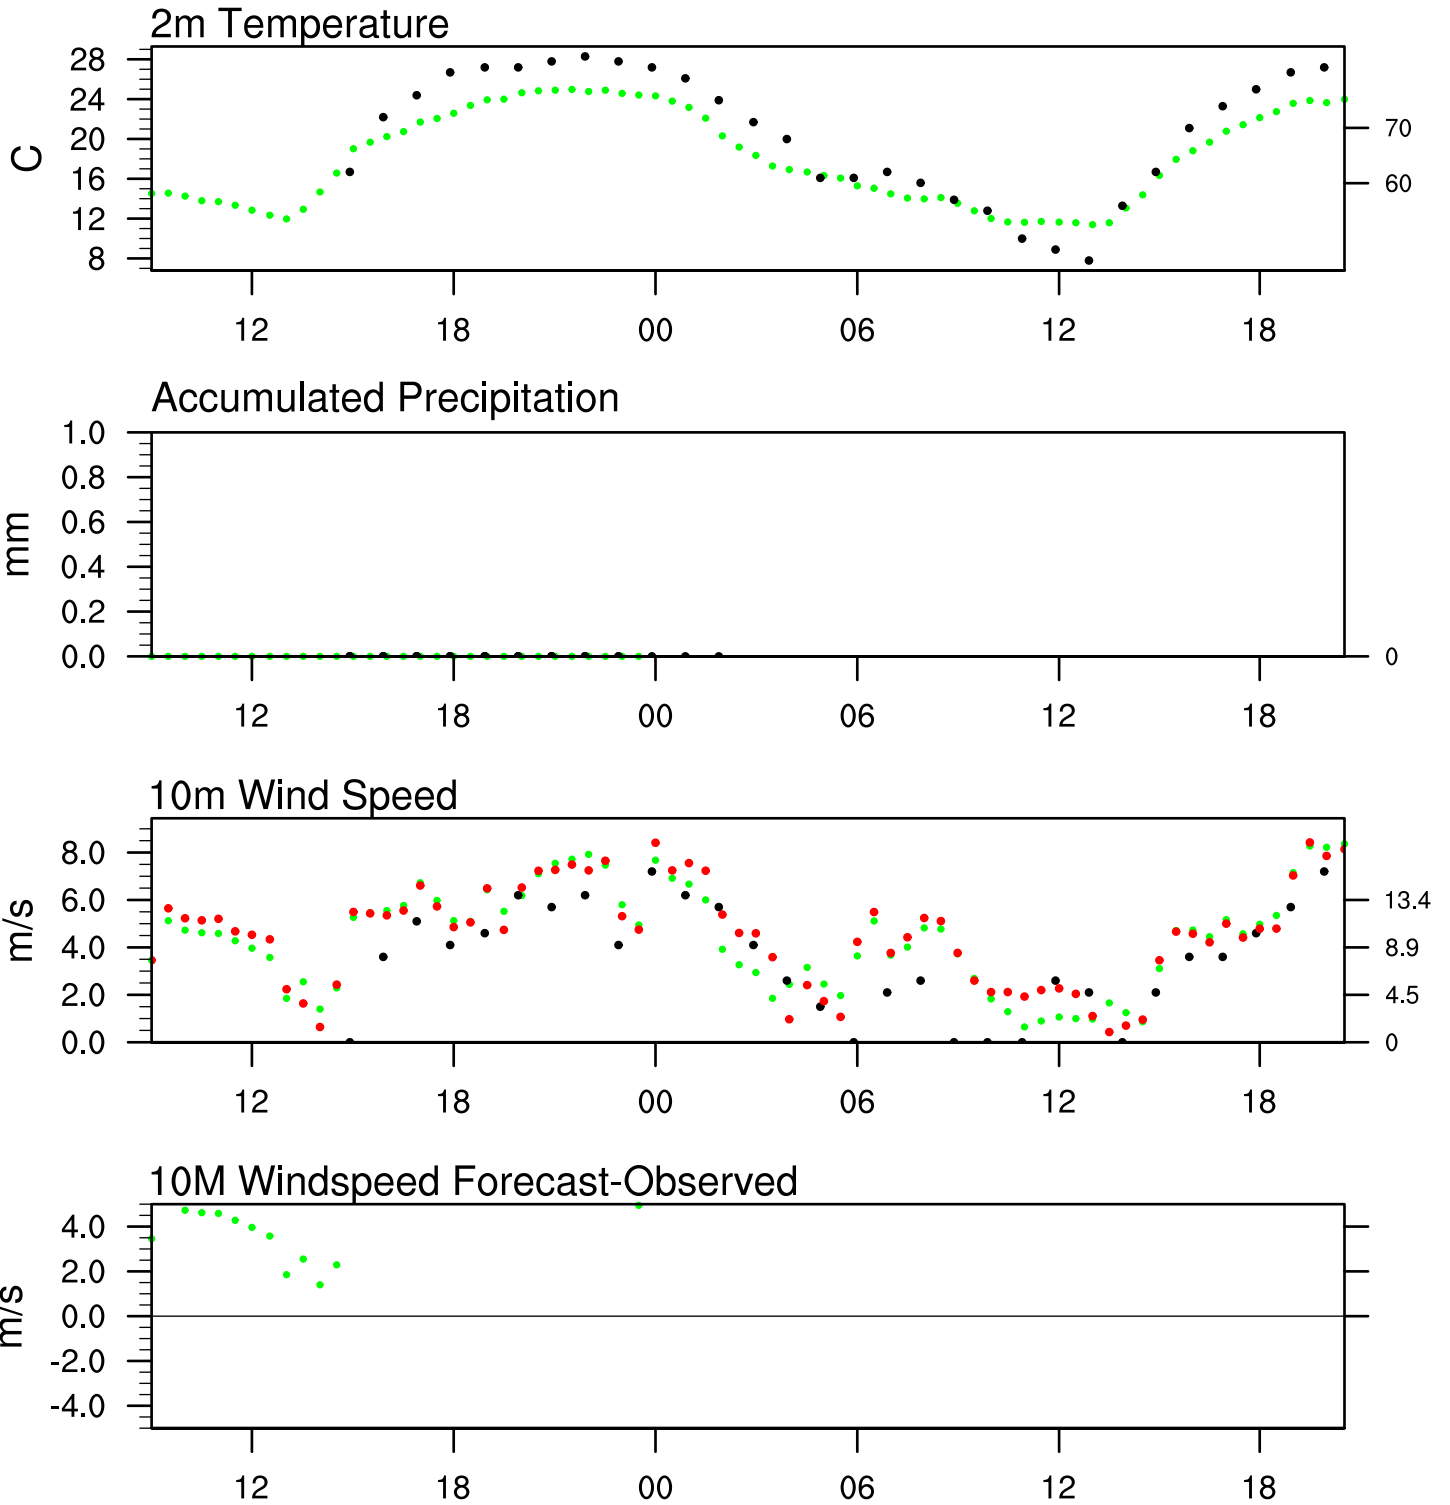 2m Temperature
28
24
20
16
12
8
C
70
60
12 18 00 06 12 18
Accumulated Precipitation
1.0
0.8
0.6
0.4
0.2
0.0
mm
0
12 18 00 06 12 18
10m Wind Speed
8.0
6.0
4.0
2.0
0.0
m/s
13.4
8.9
4.5
0
12 18 00 06 12 18
10M Windspeed Forecast-Observed
4.0
2.0
0.0
-2.0
-4.0
m/s
12 18 00 06 12 18